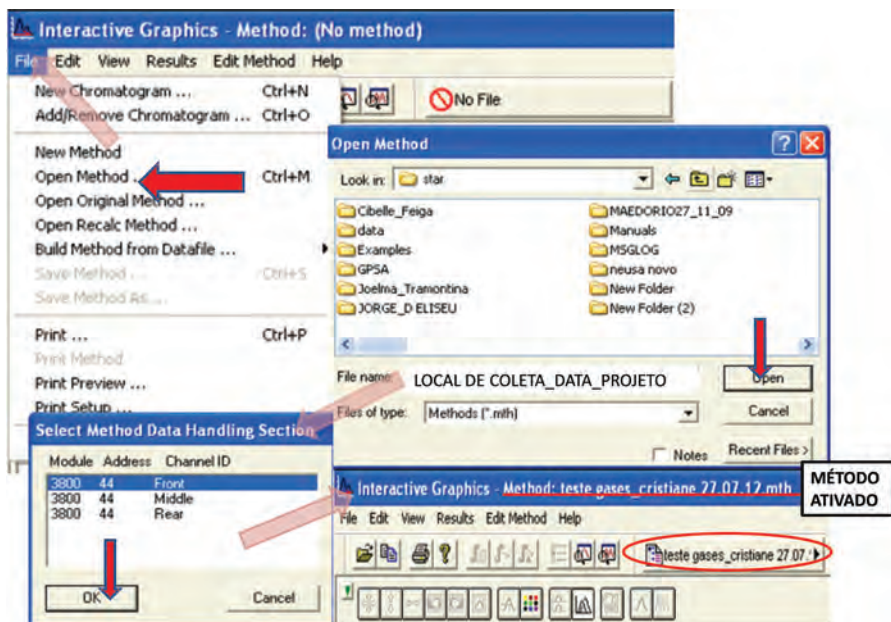 Interactive Graphics - Method: (No method)
File Edit View Results Edit Method Help
New Chromatogram ... Ctrl+N
Add/Remove Chromatogram ... Ctrl+O
New Method
Open Method ... Ctrl+M
Open Original Method ...
Open Recalc Method ...
Build Method from Datafile ...
Save Method ... Ctrl+S
Save Method As ...
Print ... Ctrl+P
Print Method
Print Preview ...
Print Setup ...
No File
Open Method
Look in: star
Cibelle_Feiga
data
Examples
GPSA
Joelma_Tramontina
JORGE_D ELISEU
MAEDORIO27_11_09
Manuals
MSGLOG
neusa novo
New Folder
New Folder (2)
File name: LOCAL DE COLETA_DATA_PROJETO
Open
Files of type: Methods (*.mth)
Cancel
Notes
Recent Files >
Select Method Data Handling Section
Module Address Channel ID
3800 44 Front
3800 44 Middle
3800 44 Rear
OK Cancel
Interactive Graphics - Method: teste gases_cristiane 27.07.12.mth
File Edit View Results Edit Method Help
teste gases_cristiane 27.07.
MÉTODO
ATIVADO